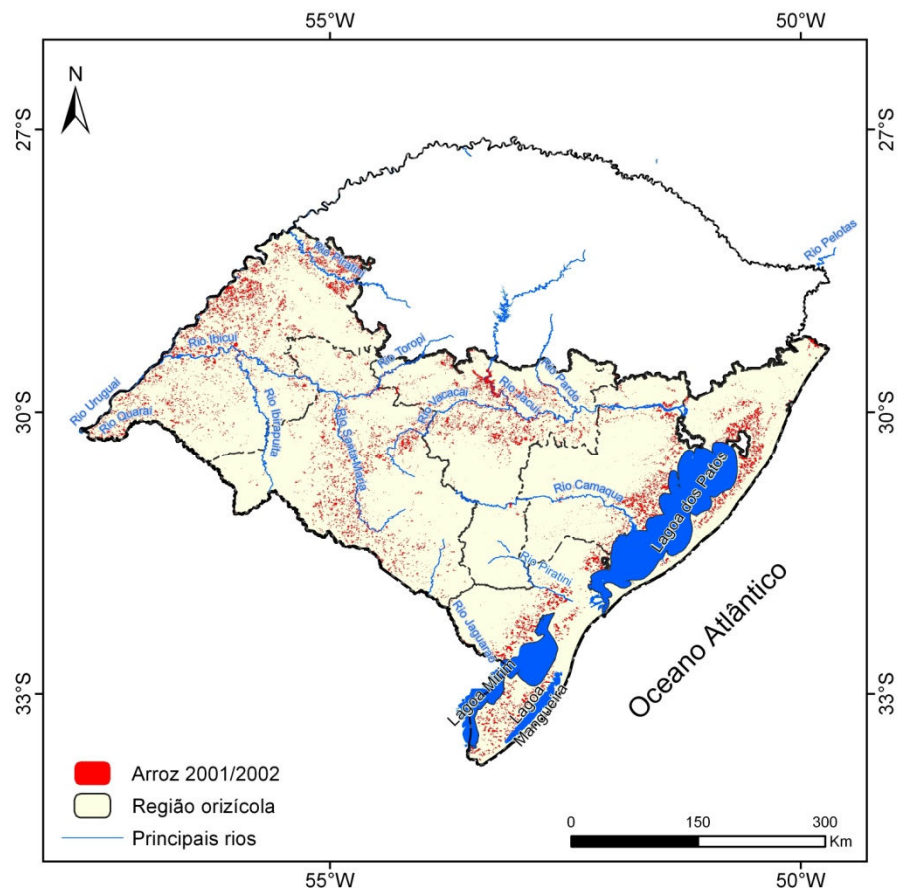 55°W
50°W
N
27°S
27°S
Rio Pelotas
Rio Piratini
Rio Ibicuí
Rio Toropi
Rio Uruguai
Rio Quaraí
Rio Ibirapuitã
Rio Santa Maria
Rio Vacacaí
Rio Jacuí
Rio Pardo
30°S
30°S
Rio Camaquã
Lagoa dos Patos
Rio Piratini
Rio Jaguarão
Oceano Atlântico
Lagoa Mirim
Lagoa
Mangueira
33°S
33°S
Arroz 2001/2002
Região orizícola
Principais rios
0
150
300
Km
55°W
50°W